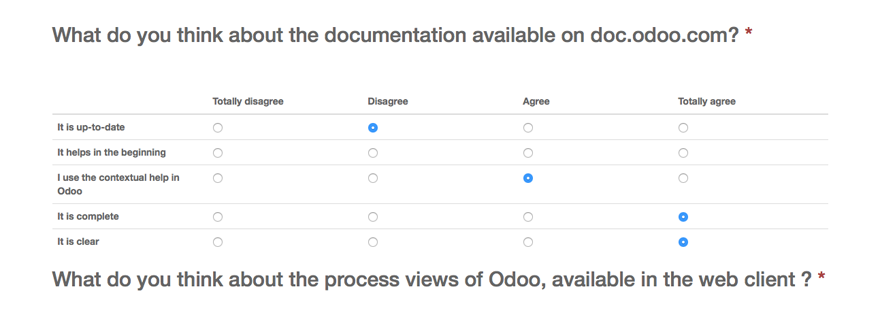 What do you think about the documentation available on doc.odoo.com? *
Totally disagree Disagree Agree Totally agree
It is up-to-date
It helps in the beginning
I use the contextual help in
Odoo
It is complete
It is clear
What do you think about the process views of Odoo, available in the web client ? *